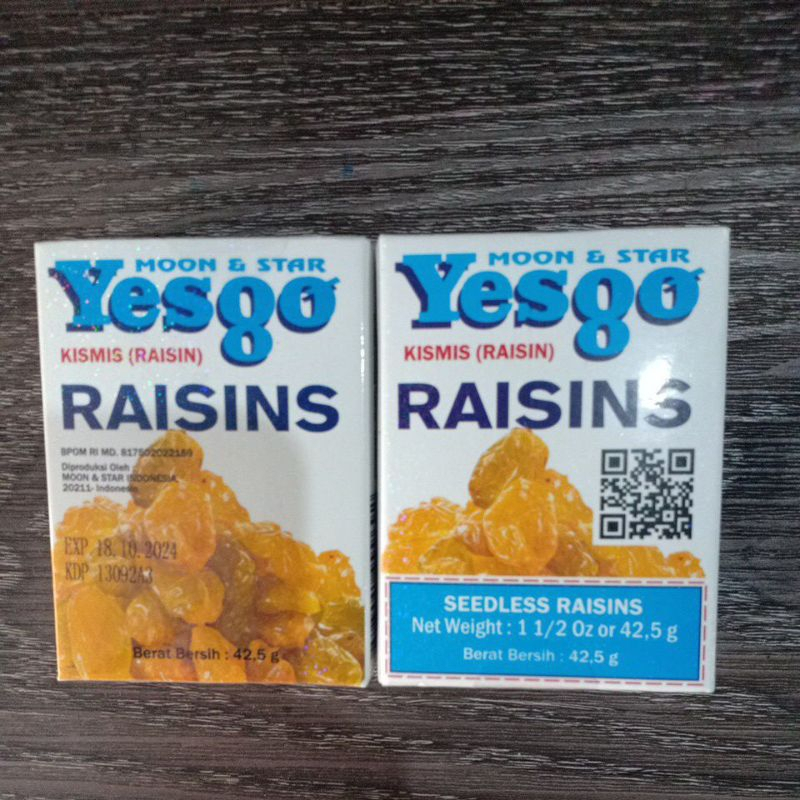 MOON & STAR
Yesgo
KISMIS (RAISIN)
RAISINS
BPOM RI MD. 817802022189
Diproduksi Oleh :
MOON & STAR INDONESIA,
20211- Indonesia
EXP 18.10.2024
KDP 13092A3
Berat Bersih : 42,5 g
MOON & STAR
Yesgo
KISMIS (RAISIN)
RAISINS
SEEDLESS RAISINS
Net Weight : 1 1/2 Oz or 42,5 g
Berat Bersih : 42,5 g